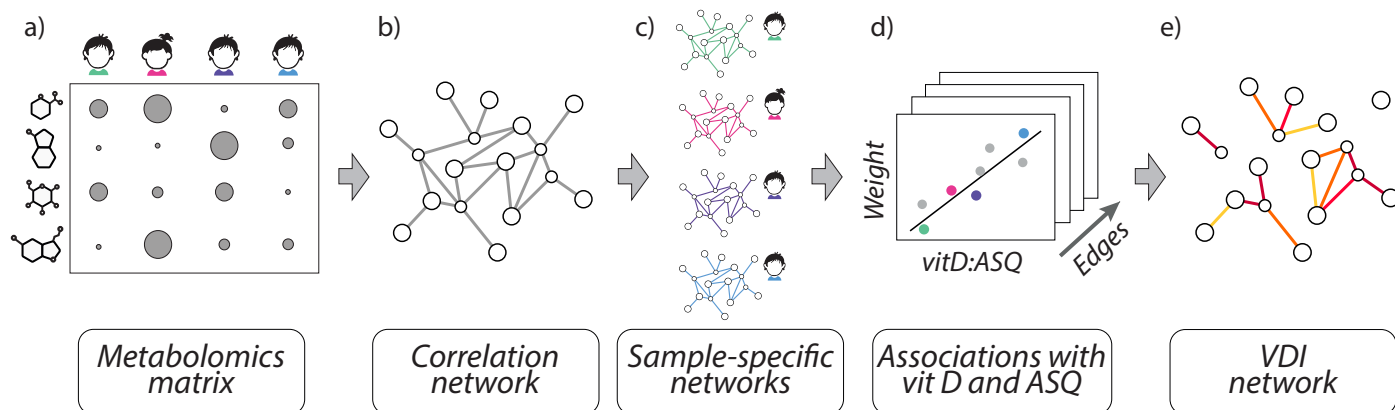 a)
b)
c)
d)
e)
Weight
vitD:ASQ
Edges
Metabolomics
matrix
Correlation
network
Sample-specific
networks
Associations with
vit D and ASQ
VDI
network